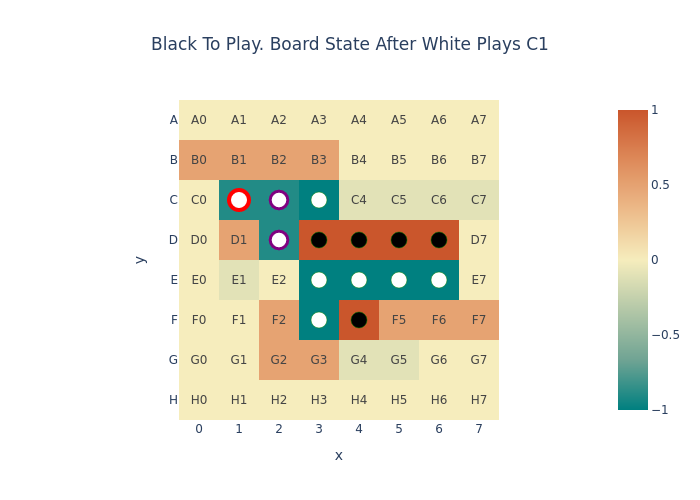 Black To Play. Board State After White Plays C1
A A0 A1 A2 A3 A4 A5 A6 A7
B B0 B1 B2 B3 B4 B5 B6 B7
C C0 C4 C5 C6 C7
D D0 D1 D7
E E0 E1 E2 E7
F F0 F1 F2 F5 F6 F7
G G0 G1 G2 G3 G4 G5 G6 G7
H H0 H1 H2 H3 H4 H5 H6 H7
0 1 2 3 4 5 6 7
x
y
1
0.5
0
−0.5
−1